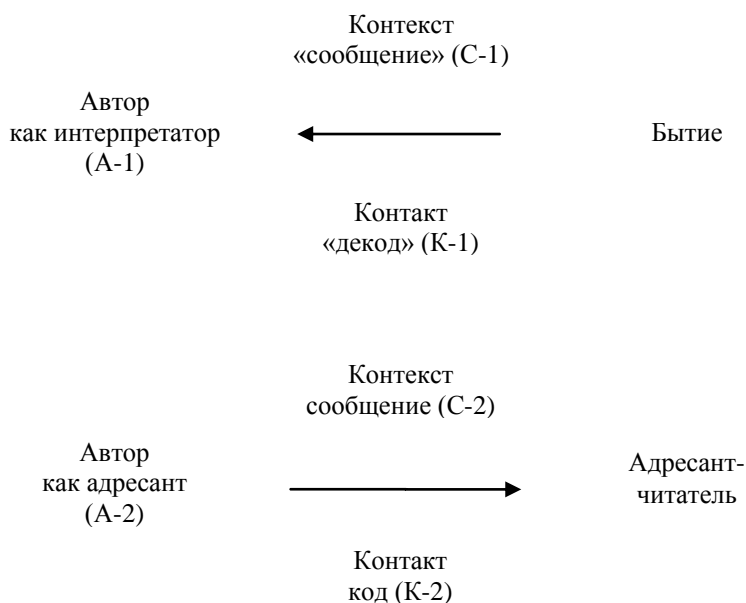 Контекст
«сообщение» (С-1)
Автор
как интерпретатор
(А-1)
Бытие
Контакт
«декод» (К-1)
Контекст
сообщение (С-2)
Автор
как адресант
(А-2)
Адресант-
читатель
Контакт
код (К-2)